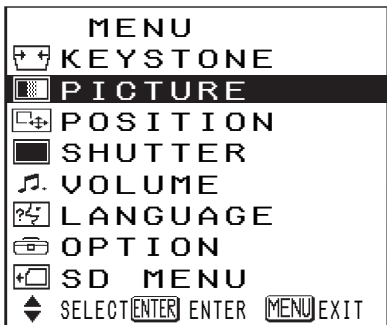 MENU
KEYSTONE
PICTURE
POSITION
SHUTTER
VOLUME
LANGUAGE
OPTION
SD MENU
SELECT ENTER ENTER MENU EXIT